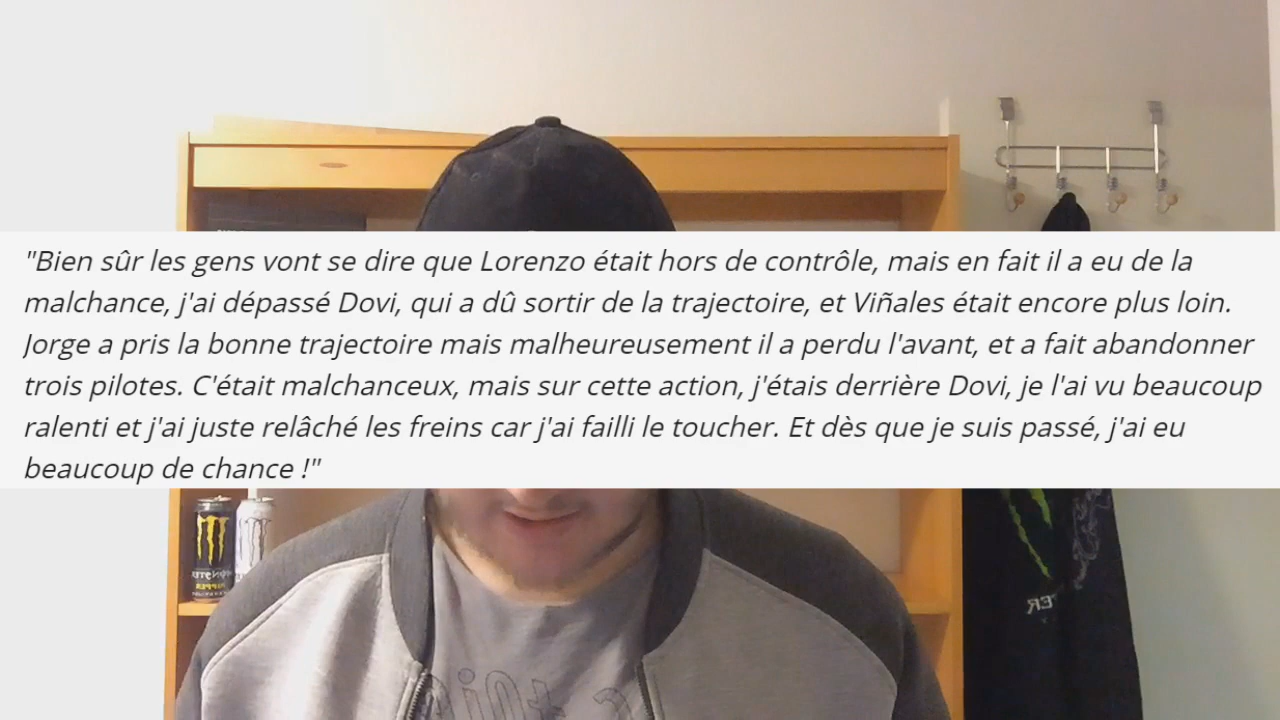 "Bien sûr les gens vont se dire que Lorenzo était hors de contrôle, mais en fait il a eu de la
malchance, j'ai dépassé Dovi, qui a dû sortir de la trajectoire, et Viñales était encore plus loin.
Jorge a pris la bonne trajectoire mais malheureusement il a perdu l'avant, et a fait abandonner
trois pilotes. C'était malchanceux, mais sur cette action, j'étais derrière Dovi, je l'ai vu beaucoup
ralenti et j'ai juste relâché les freins car j'ai failli le toucher. Et dès que je suis passé, j'ai eu
beaucoup de chance !"